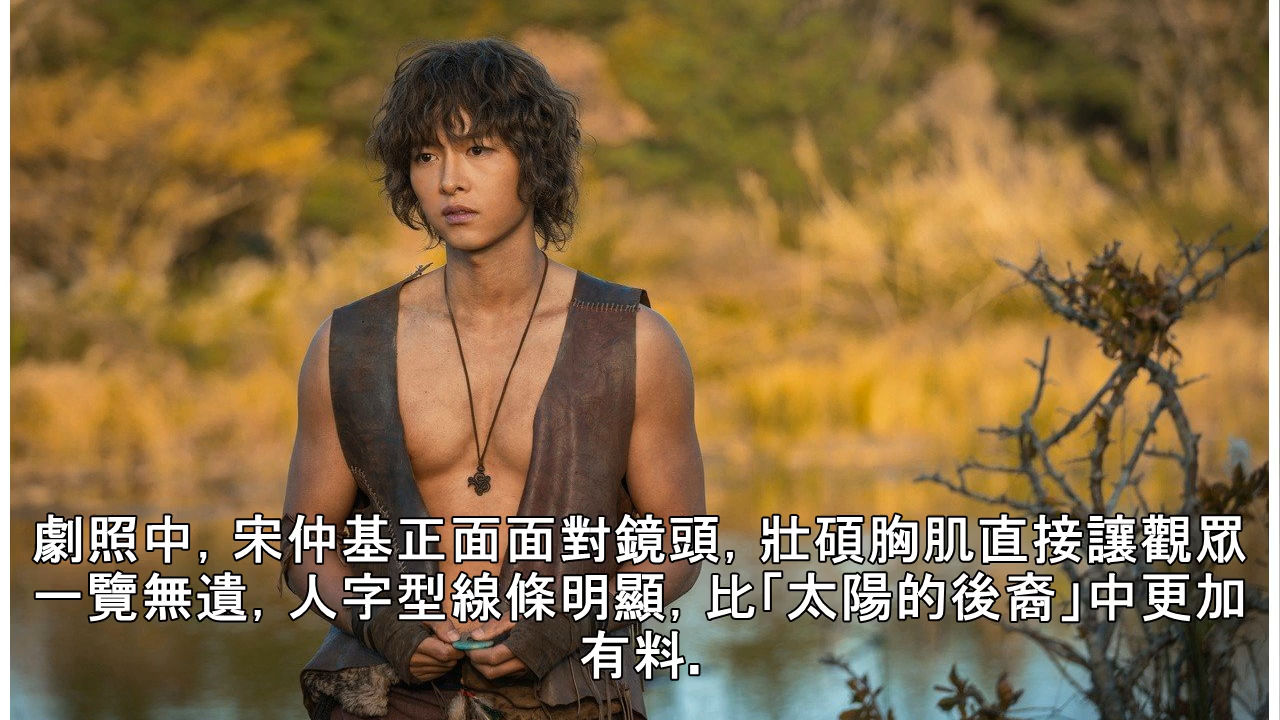 劇照中, 宋仲基正面面對鏡頭, 壯碩胸肌直接讓觀眾
一覽無遺, 人字型線條明顯, 比「太陽的後裔」中更加
有料.